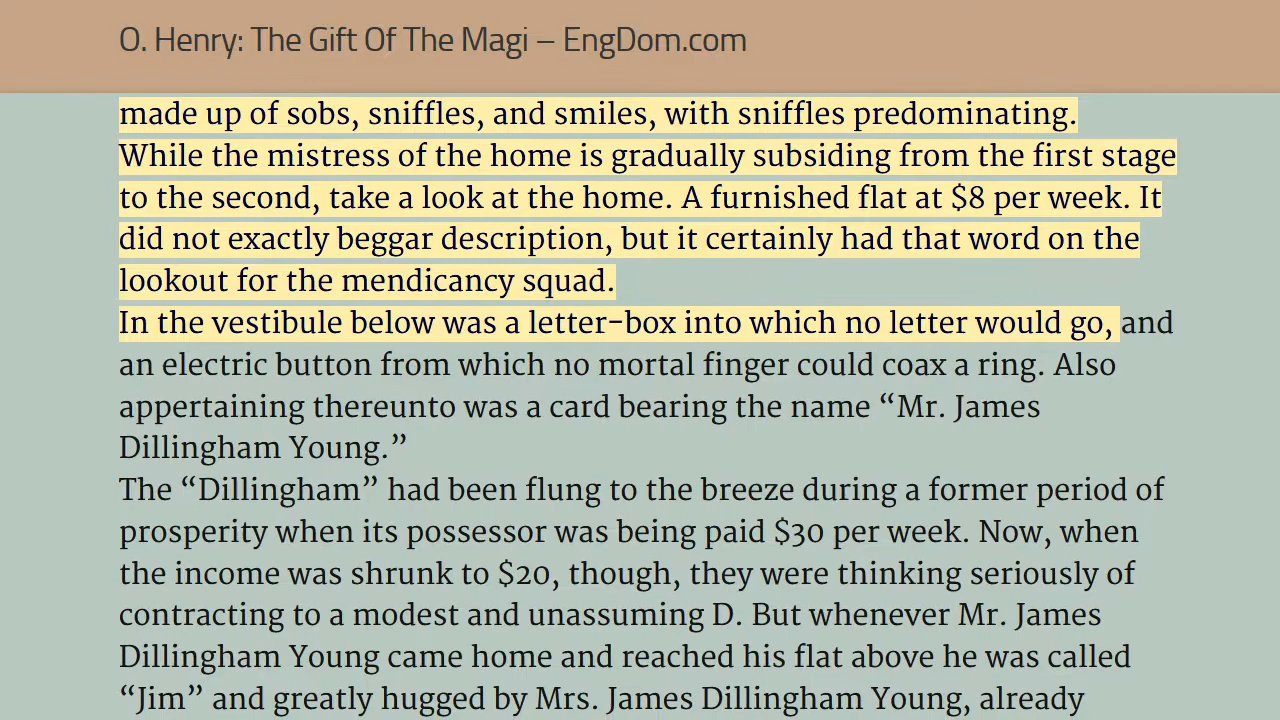 O. Henry: The Gift Of The Magi – EngDom.com
made up of sobs, sniffles, and smiles, with sniffles predominating.
While the mistress of the home is gradually subsiding from the first stage
to the second, take a look at the home. A furnished flat at $8 per week. It
did not exactly beggar description, but it certainly had that word on the
lookout for the mendicancy squad.
In the vestibule below was a letter-box into which no letter would go, and
an electric button from which no mortal finger could coax a ring. Also
appertaining thereunto was a card bearing the name “Mr. James
Dillingham Young.”
The “Dillingham” had been flung to the breeze during a former period of
prosperity when its possessor was being paid $30 per week. Now, when
the income was shrunk to $20, though, they were thinking seriously of
contracting to a modest and unassuming D. But whenever Mr. James
Dillingham Young came home and reached his flat above he was called
“Jim” and greatly hugged by Mrs. James Dillingham Young, already